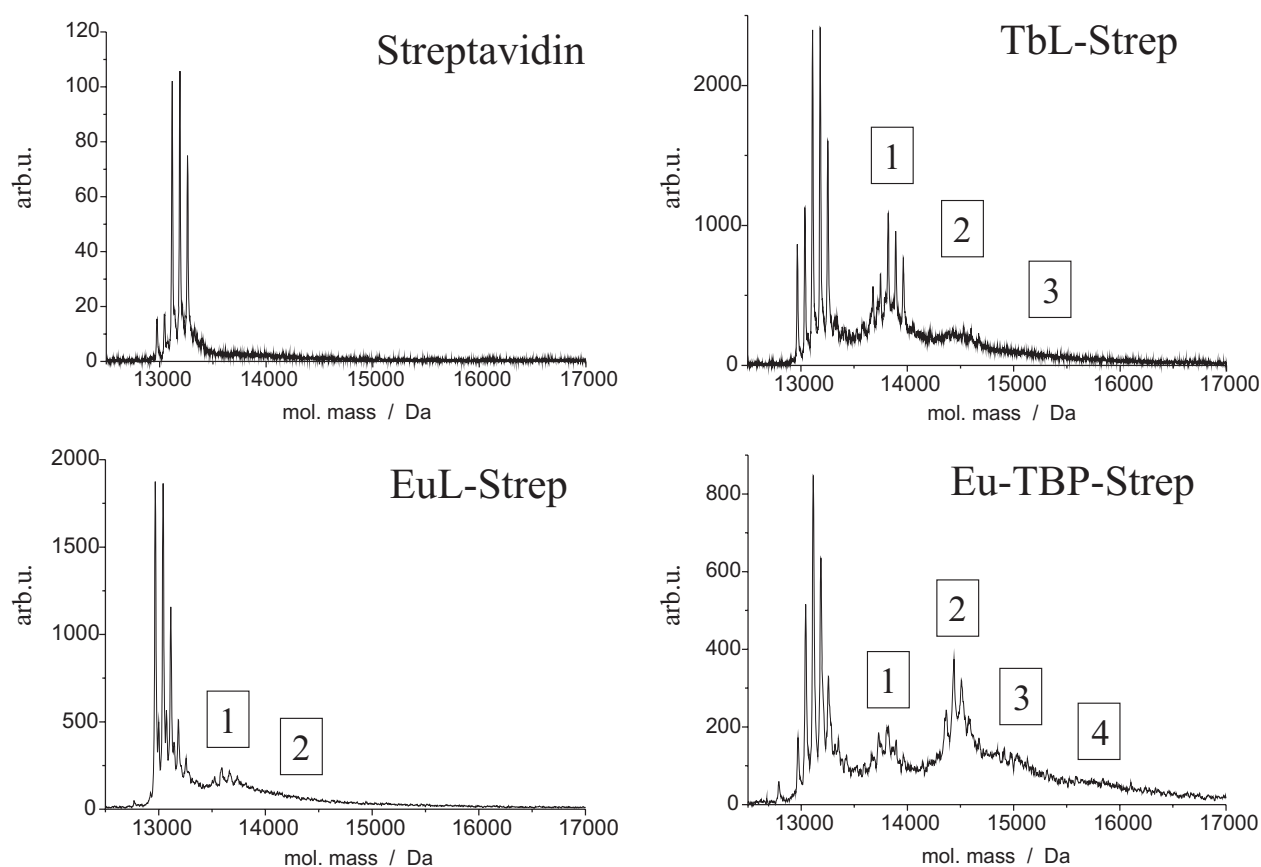 Streptavidin
120
100
80
60
40
20
0
arb.u.
13000 14000 15000 16000 17000
mol. mass / Da
TbL-Strep
2000
1000
0
arb.u.
1
2
3
13000 14000 15000 16000 17000
mol. mass / Da
EuL-Strep
2000
1500
1000
500
0
arb.u.
1
2
13000 14000 15000 16000 17000
mol. mass / Da
Eu-TBP-Strep
800
600
400
200
0
arb.u.
1
2
3
4
13000 14000 15000 16000 17000
mol. mass / Da